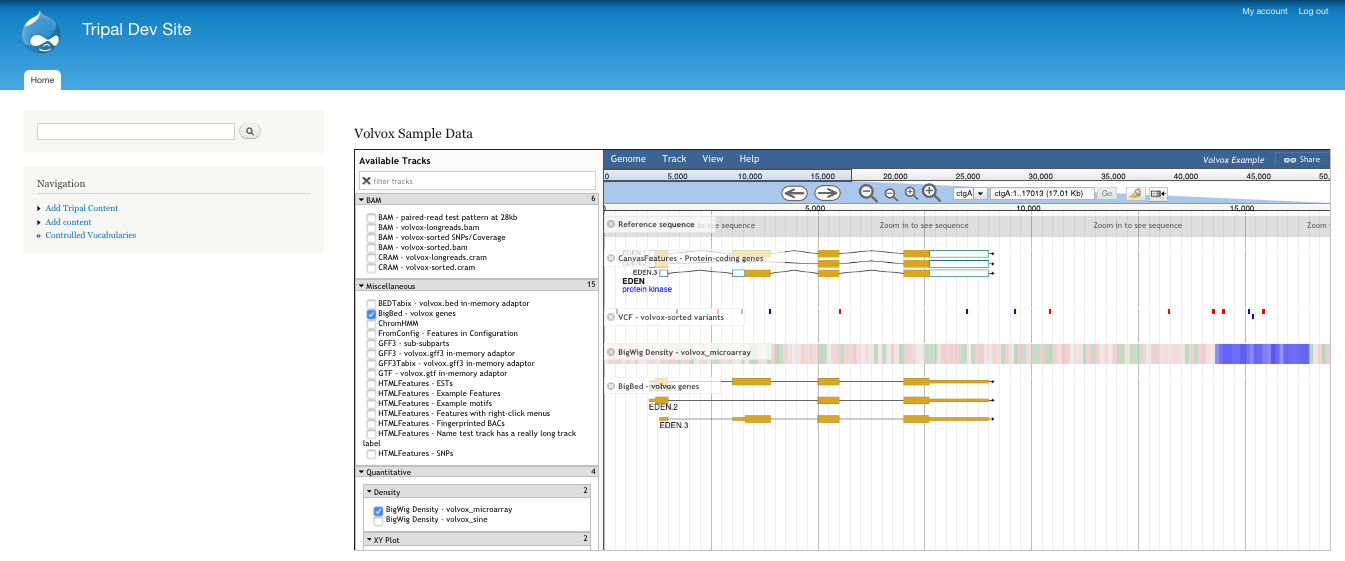 My account Log out
Tripal Dev Site
Home
Navigation
Add Tripal Content
Add content
Controlled Vocabularies
Volvox Sample Data
Available Tracks
filter tracks
BAM 6
BAM - paired-read test pattern at 28kb
BAM - volvox-longreads.bam
BAM - volvox-sorted SNPs/Coverage
BAM - volvox-sorted.bam
CRAM - volvox-longreads.cram
CRAM - volvox-sorted.cram
Miscellaneous 15
BEDTabix - volvox.bed in-memory adaptor
BigBed - volvox genes
ChromHMM
FromConfig - Features in Configuration
GFF3 - sub-subparts
GFF3 - volvox.gff3 in-memory adaptor
GFF3Tabix - volvox.gff3 in-memory adaptor
GTF - volvox.gtf in-memory adaptor
HTMLFeatures - ESTs
HTMLFeatures - Example Features
HTMLFeatures - Example motifs
HTMLFeatures - Features with right-click menus
HTMLFeatures - Fingerprinted BACs
HTMLFeatures - Name test track has a really long track
label
HTMLFeatures - SNPs
Quantitative 4
Density 2
BigWig Density - volvox_microarray
BigWig Density - volvox_sine
XY Plot 2
Genome Track View Help Volvox Example Share
0 5,000 10,000 15,000 20,000 25,000 30,000 35,000 40,000 45,000 50,
ctgA ctgA:1..17013 (17.01 Kb) Go
0 5,000 10,000 15,000
Reference sequence to see sequence Zoom in to see sequence Zoom in to see sequence Zoom
CanvasFeatures - Protein-coding genes
EDEN.3
EDEN
protein kinase
VCF - volvox-sorted variants
BigWig Density - volvox_microarray
BigBed - volvox genes
EDEN.2
EDEN.3